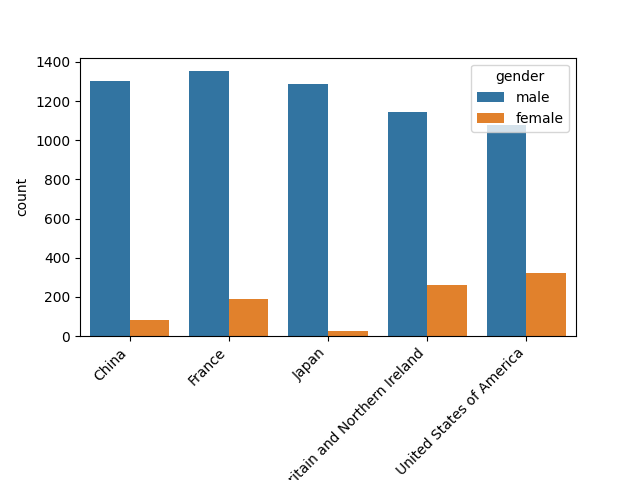 1400
1200
1000
800
600
400
200
0
count
gender
male
female
China
France
Japan
and Northern Ireland
United States of America